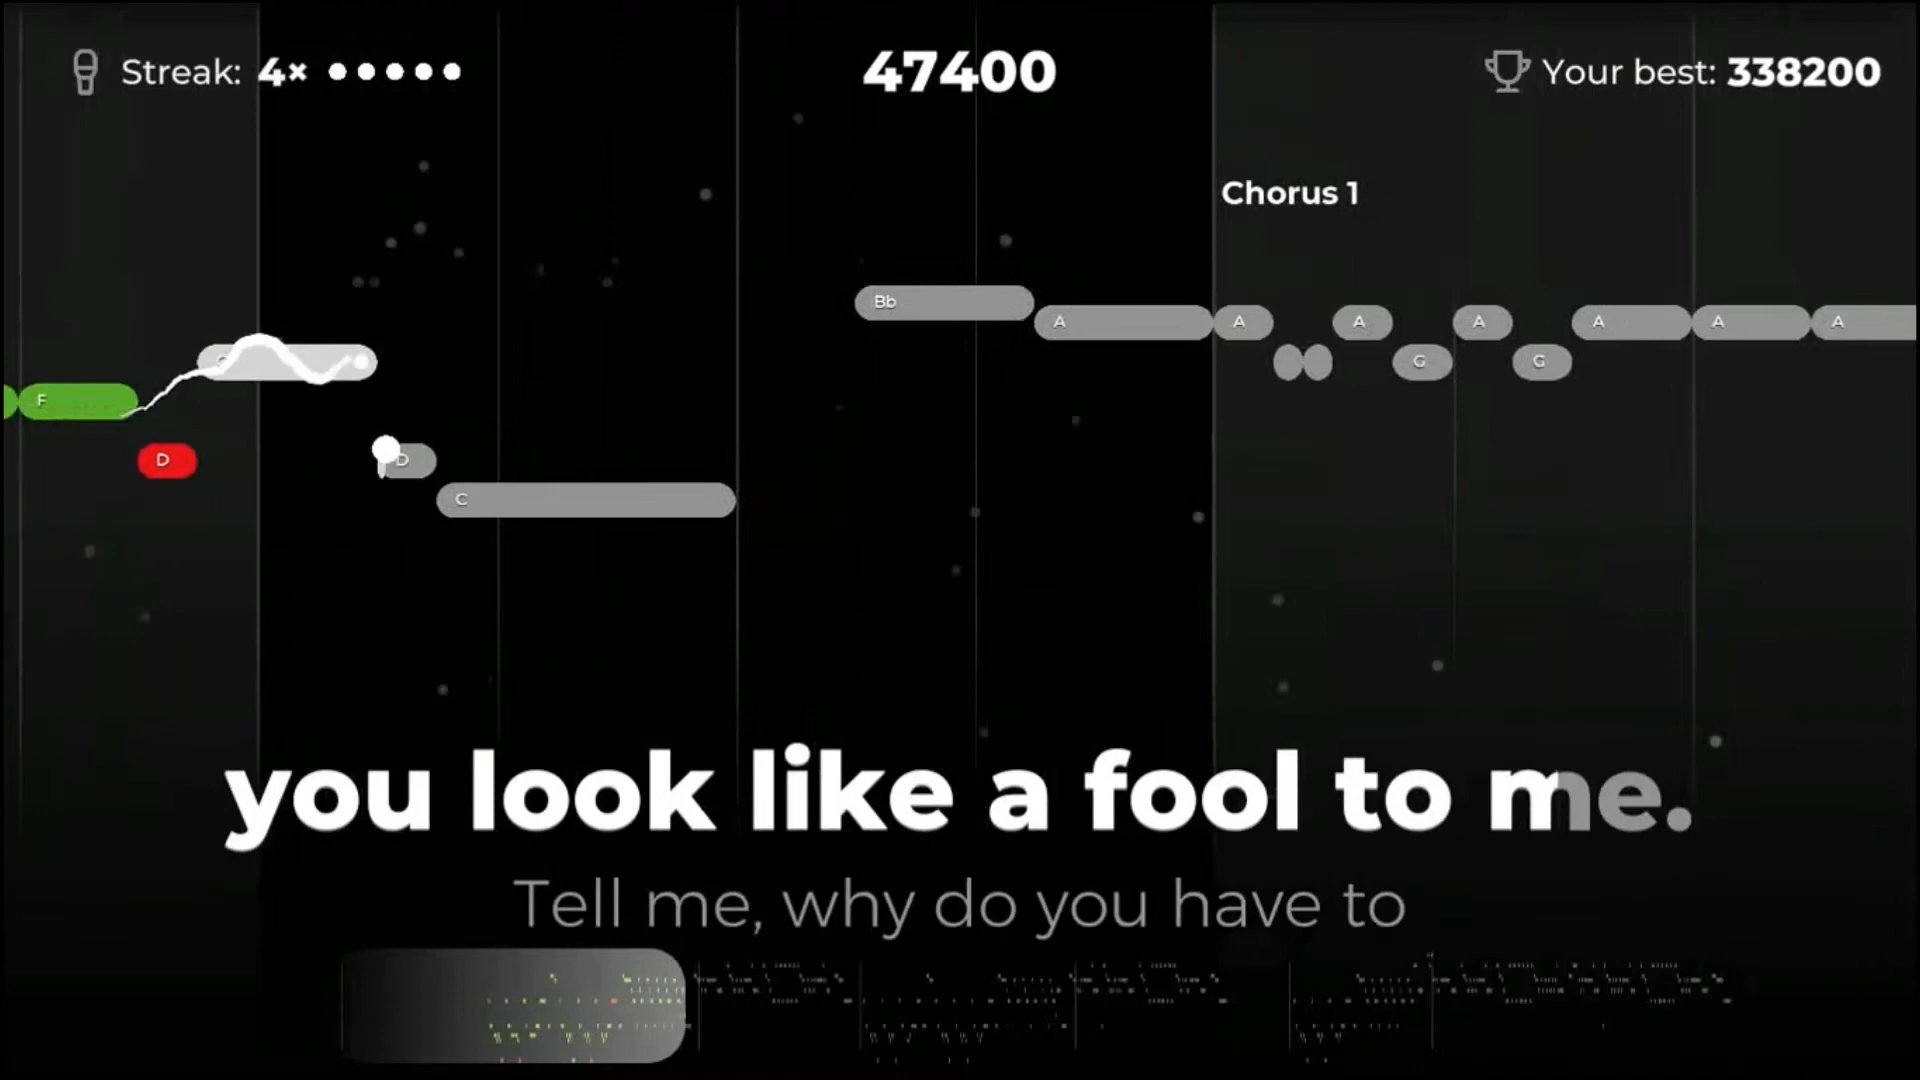 Streak: 4× 47400 Your best: 338200
Chorus 1
Bb
A A A A A A A
G G
F
D D
C
you look like a fool to me.
Tell me, why do you have to